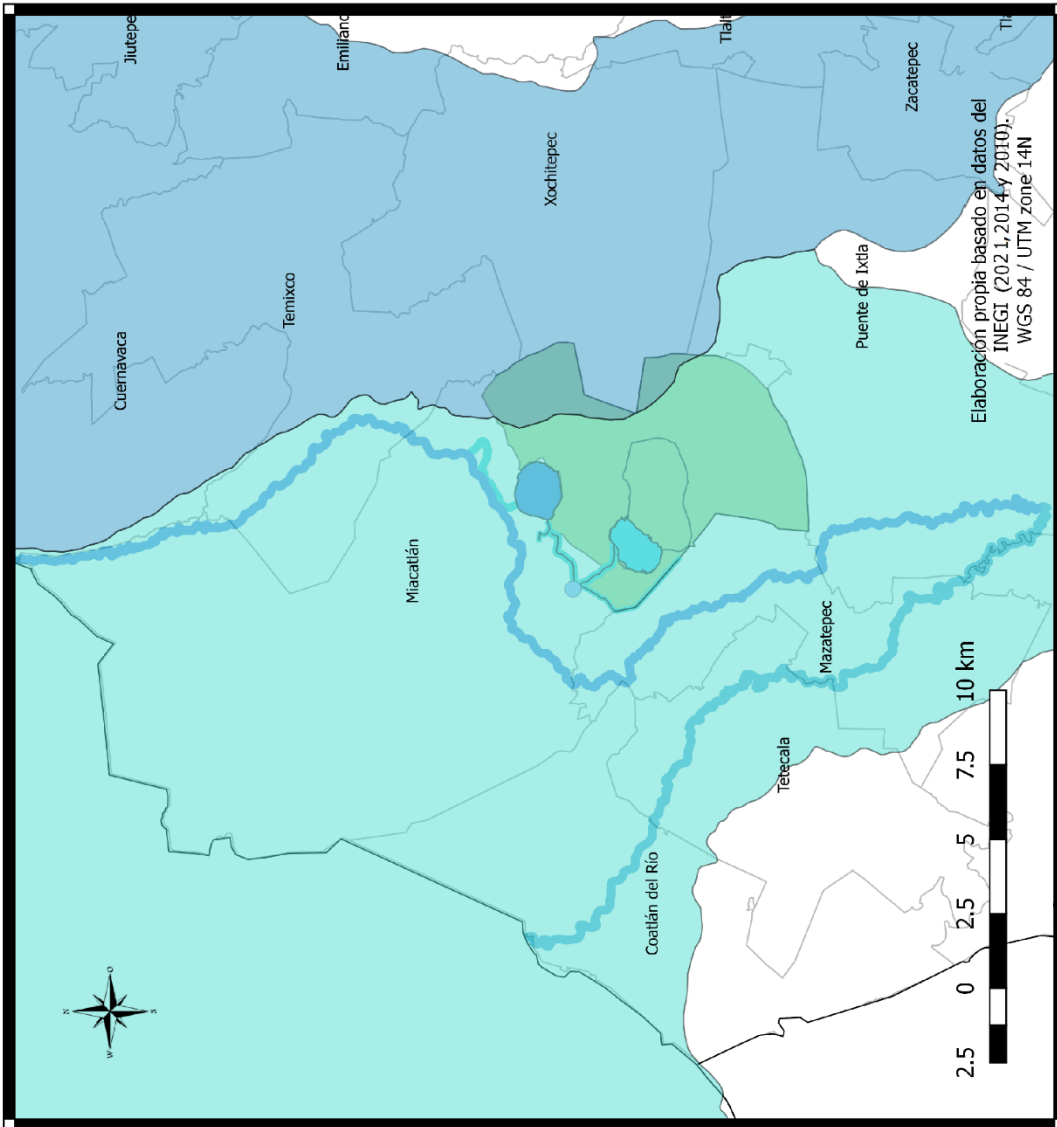 Jiutepe
Emiliano
Tlalt
Tla
Zacatepec
Xochitepec
Cuernavaca
Temixco
Puente de Ixtla
Elaboración propia basado en datos del
INEGI (2021,2014 y 2010).
WGS 84 / UTM zone 14N
Miacatlán
Mazatepec
Tetecala
Coatlán del Río
N
O
S
W
2.5 0 2.5 5 7.5 10 km